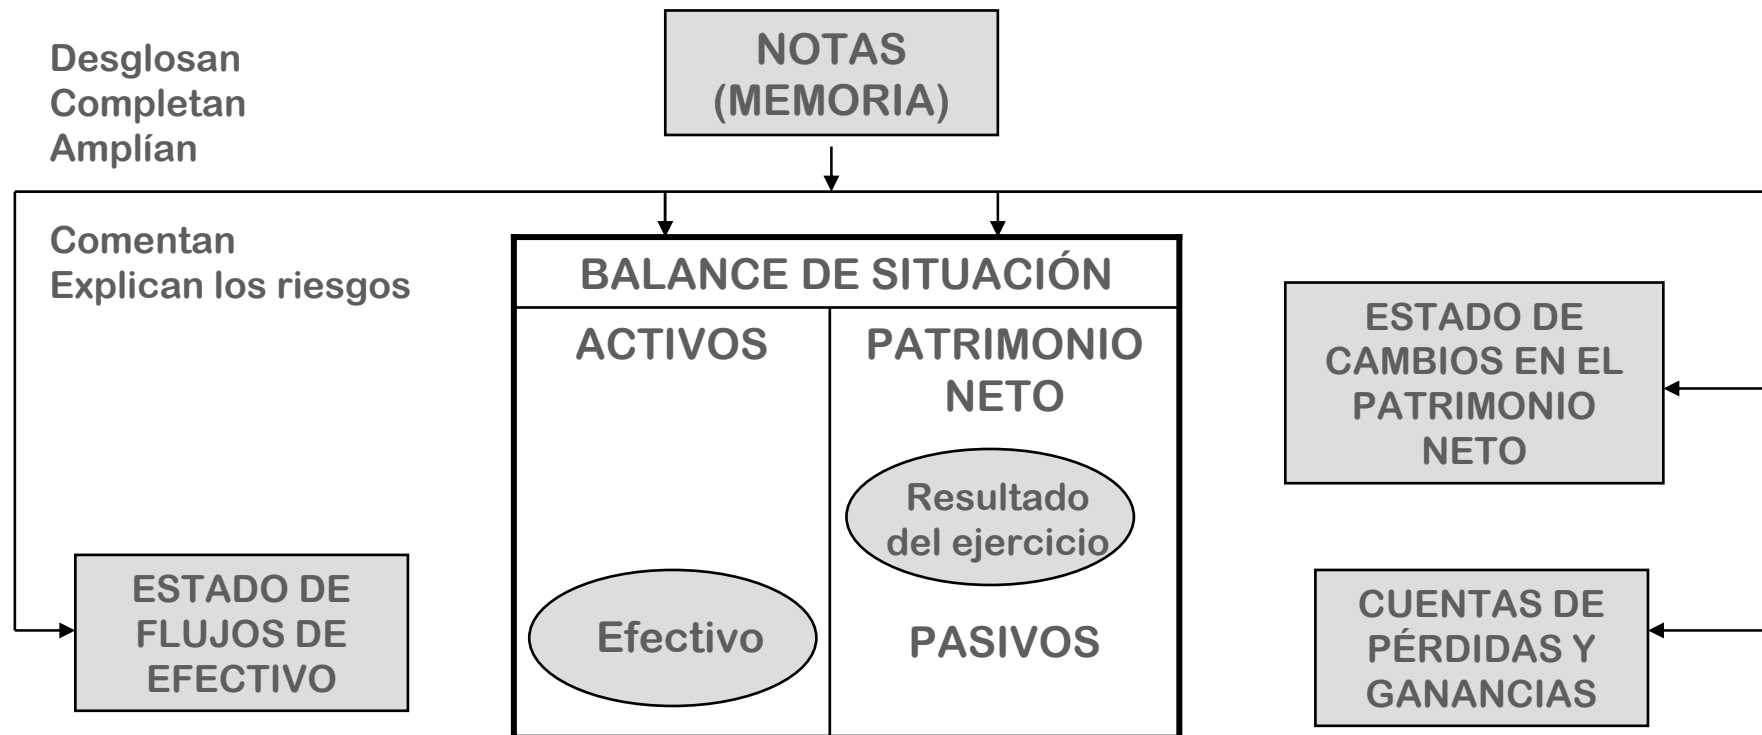 NOTAS
(MEMORIA)
Desglosan
Completan
Amplían
Comentan
Explican los riesgos
BALANCE DE SITUACIÓN
ACTIVOS
Efectivo
PATRIMONIO
NETO
Resultado
del ejercicio
PASIVOS
ESTADO DE
FLUJOS DE
EFECTIVO
ESTADO DE
CAMBIOS EN EL
PATRIMONIO
NETO
CUENTAS DE
PÉRDIDAS Y
GANANCIAS